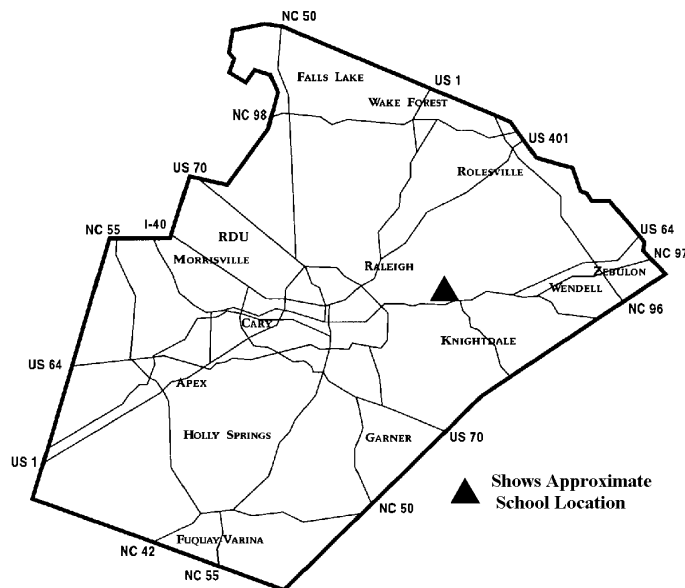 NC 50
FALLS LAKE
US 1
WAKE FOREST
NC 98
US 401
US 70
ROLESVILLE
NC 55
I-40
RDU
US 64
MORRISVILLE
RALEIGH
NC 97
ZEBULON
WENDELL
NC 96
CARY
KNIGHTDALE
US 64
APEX
HOLLY SPRINGS
GARNER
US 70
US 1
Shows Approximate
School Location
NC 50
FUQUAY-VARINA
NC 42
NC 55